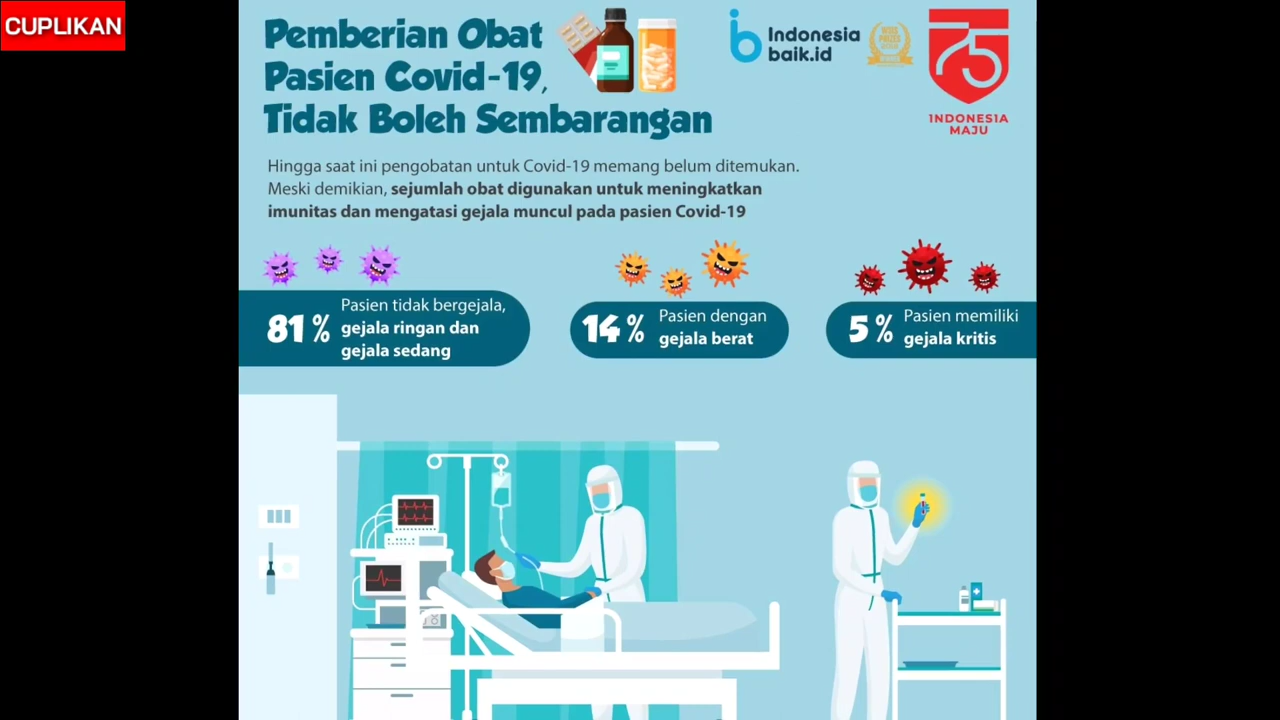 CUPLIKAN
Pemberian Obat
Pasien Covid-19,
Tidak Boleh Sembarangan
Indonesia
baik.id
75
INDONESIA
MAJU
Hingga saat ini pengobatan untuk Covid-19 memang belum ditemukan.
Meski demikian, sejumlah obat digunakan untuk meningkatkan
imunitas dan mengatasi gejala muncul pada pasien Covid-19
81%
Pasien tidak bergejala,
gejala ringan dan
gejala sedang
14%
Pasien dengan
gejala berat
5%
Pasien memiliki
gejala kritis